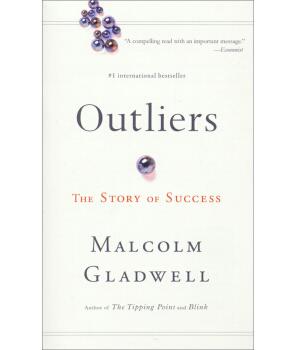 "A compelling read with an important message."
—Economist
#1 international bestseller
Outliers
THE STORY OF SUCCESS
MALCOLM
GLADWELL
Author of The Tipping Point and Blink